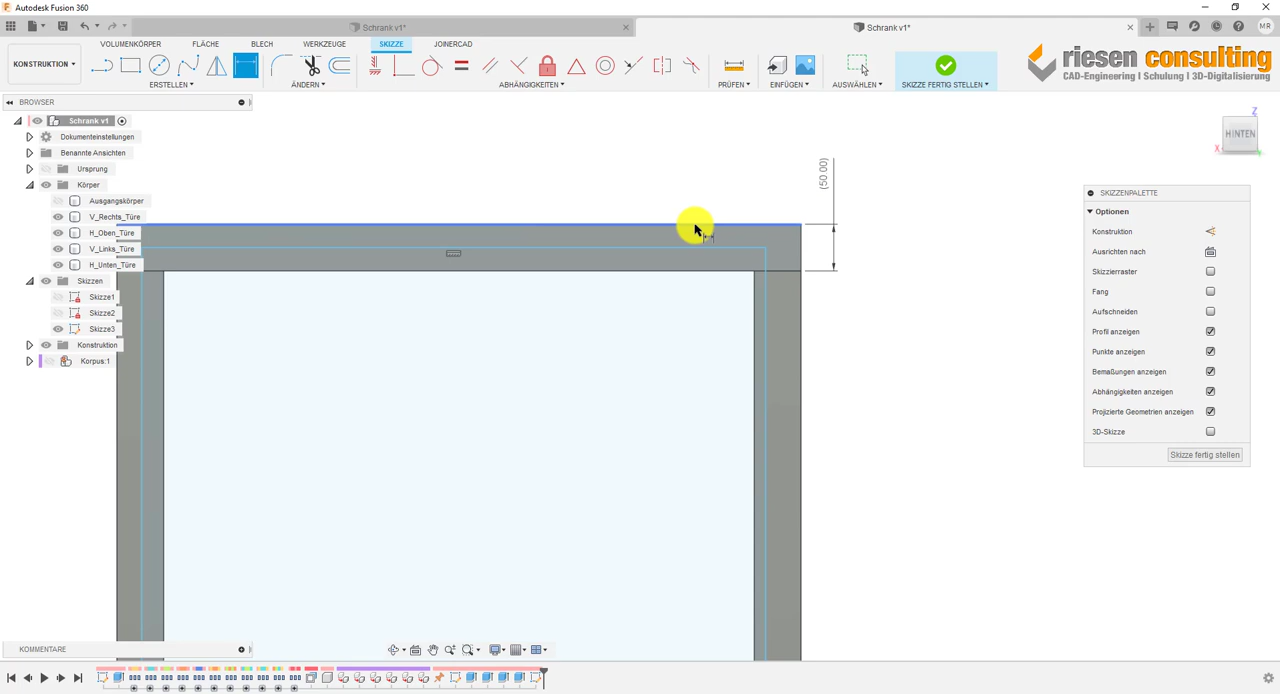 Autodesk Fusion 360
Schrank v1*
Schrank v1*
MR
VOLUMENKÖRPER
FLÄCHE
BLECH
WERKZEUGE
SKIZZE
JOINERCAD
KONSTRUKTION
ERSTELLEN
ÄNDERN
ABHÄNGIGKEITEN
PRÜFEN
EINFÜGEN
AUSWÄHLEN
SKIZZE FERTIG STELLEN
riesen consulting
CAD-Engineering | Schulung | 3D-Digitalisierung
BROWSER
Schrank v1
Dokumenteinstellungen
Benannte Ansichten
Ursprung
Körper
Ausgangskörper
V_Rechts_Türe
H_Oben_Türe
V_Links_Türe
H_Unten_Türe
Skizzen
Skizze1
Skizze2
Skizze3
Konstruktion
Korpus:1
(50.00)
Z
HINTEN
X
Y
SKIZZENPALETTE
Optionen
Konstruktion
Ausrichten nach
Skizzierraster
Fang
Aufschneiden
Profil anzeigen
Punkte anzeigen
Bemaßungen anzeigen
Abhängigkeiten anzeigen
Projizierte Geometrien anzeigen
3D-Skizze
Skizze fertig stellen
KOMMENTARE